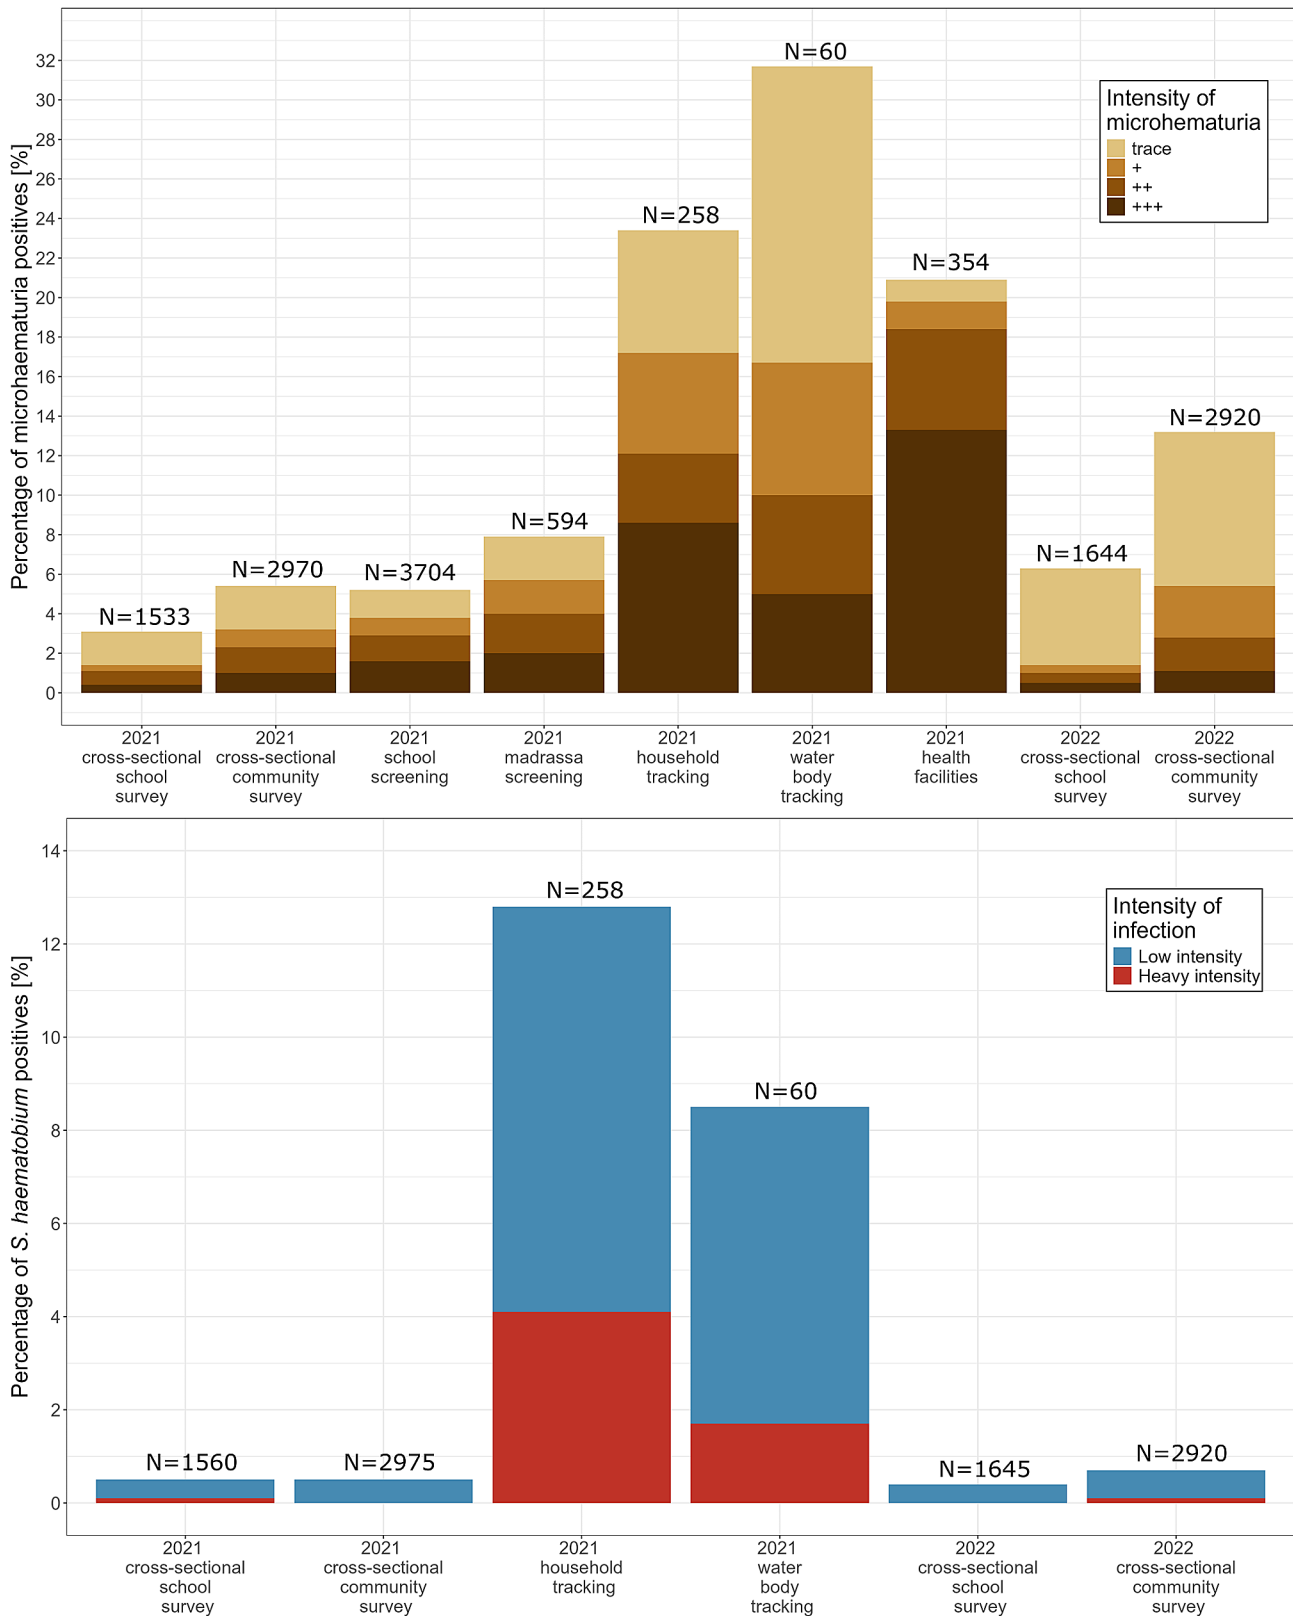 Percentage of microhaematuria positives [%]
32
30
28
26
24
22
20
18
16
14
12
10
8
6
4
2
0
N=1533
N=2970
N=3704
N=594
N=258
N=60
N=354
N=1644
N=2920
Intensity of
microhematuria
trace
+
++
+++
2021
cross-sectional
school
survey
2021
cross-sectional
community
survey
2021
school
screening
2021
madrassa
screening
2021
household
tracking
2021
water
body
tracking
2021
health
facilities
2022
cross-sectional
school
survey
2022
cross-sectional
community
survey
Percentage of S. haematobium positives [%]
14
12
10
8
6
4
2
0
N=1560
N=2975
N=258
N=60
N=1645
N=2920
Intensity of
infection
Low intensity
Heavy intensity
2021
cross-sectional
school
survey
2021
cross-sectional
community
survey
2021
household
tracking
2021
water
body
tracking
2022
cross-sectional
school
survey
2022
cross-sectional
community
survey